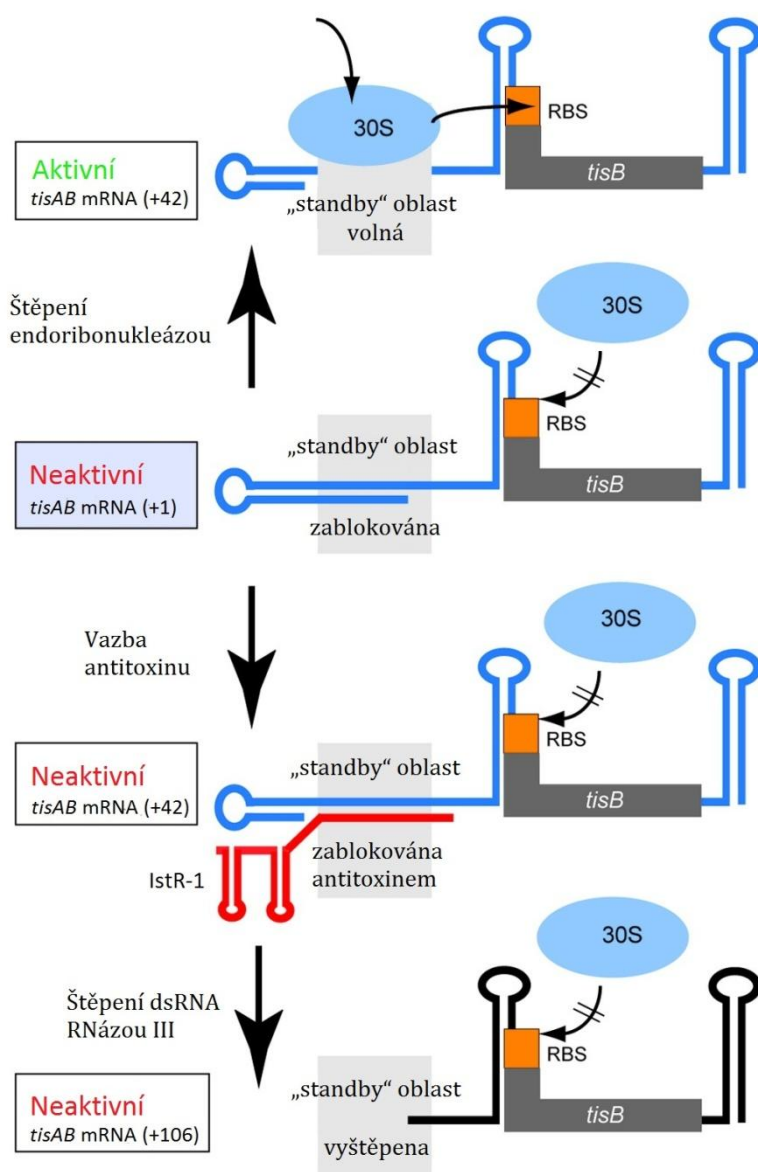 30S
RBS
Aktivní
tisAB mRNA (+42)
tisB
„standby“ oblast
volná
Štěpení
endoribonukleázou
30S
„standby“ oblast
RBS
Neaktivní
tisAB mRNA (+1)
tisB
zablokována
Vazba
antitoxinu
30S
RBS
„standby“ oblast
Neaktivní
tisAB mRNA (+42)
tisB
zablokována
antitoxinem
IstR-1
30S
Štěpení dsRNA
RNázou III
RBS
„standby“ oblast
Neaktivní
tisAB mRNA (+106)
tisB
vyštěpena